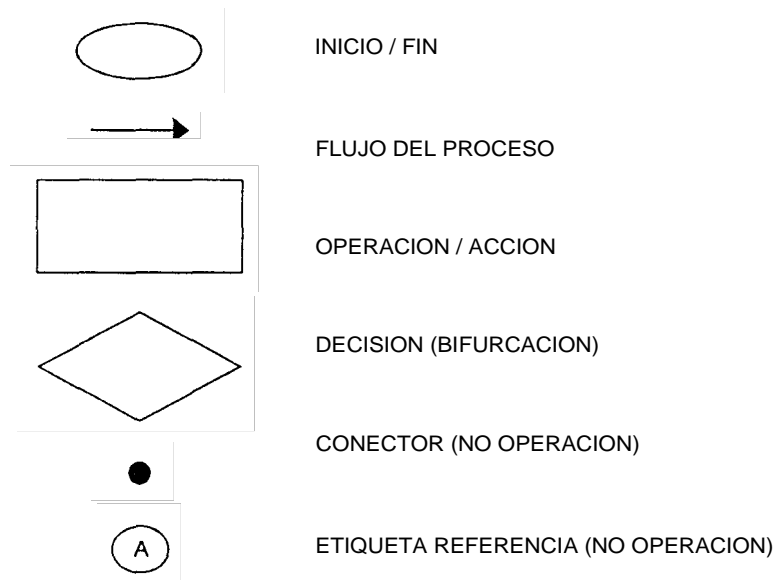 INICIO / FIN
FLUJO DEL PROCESO
OPERACION / ACCION
DECISION (BIFURCACION)
CONECTOR (NO OPERACION)
A
ETIQUETA REFERENCIA (NO OPERACION)